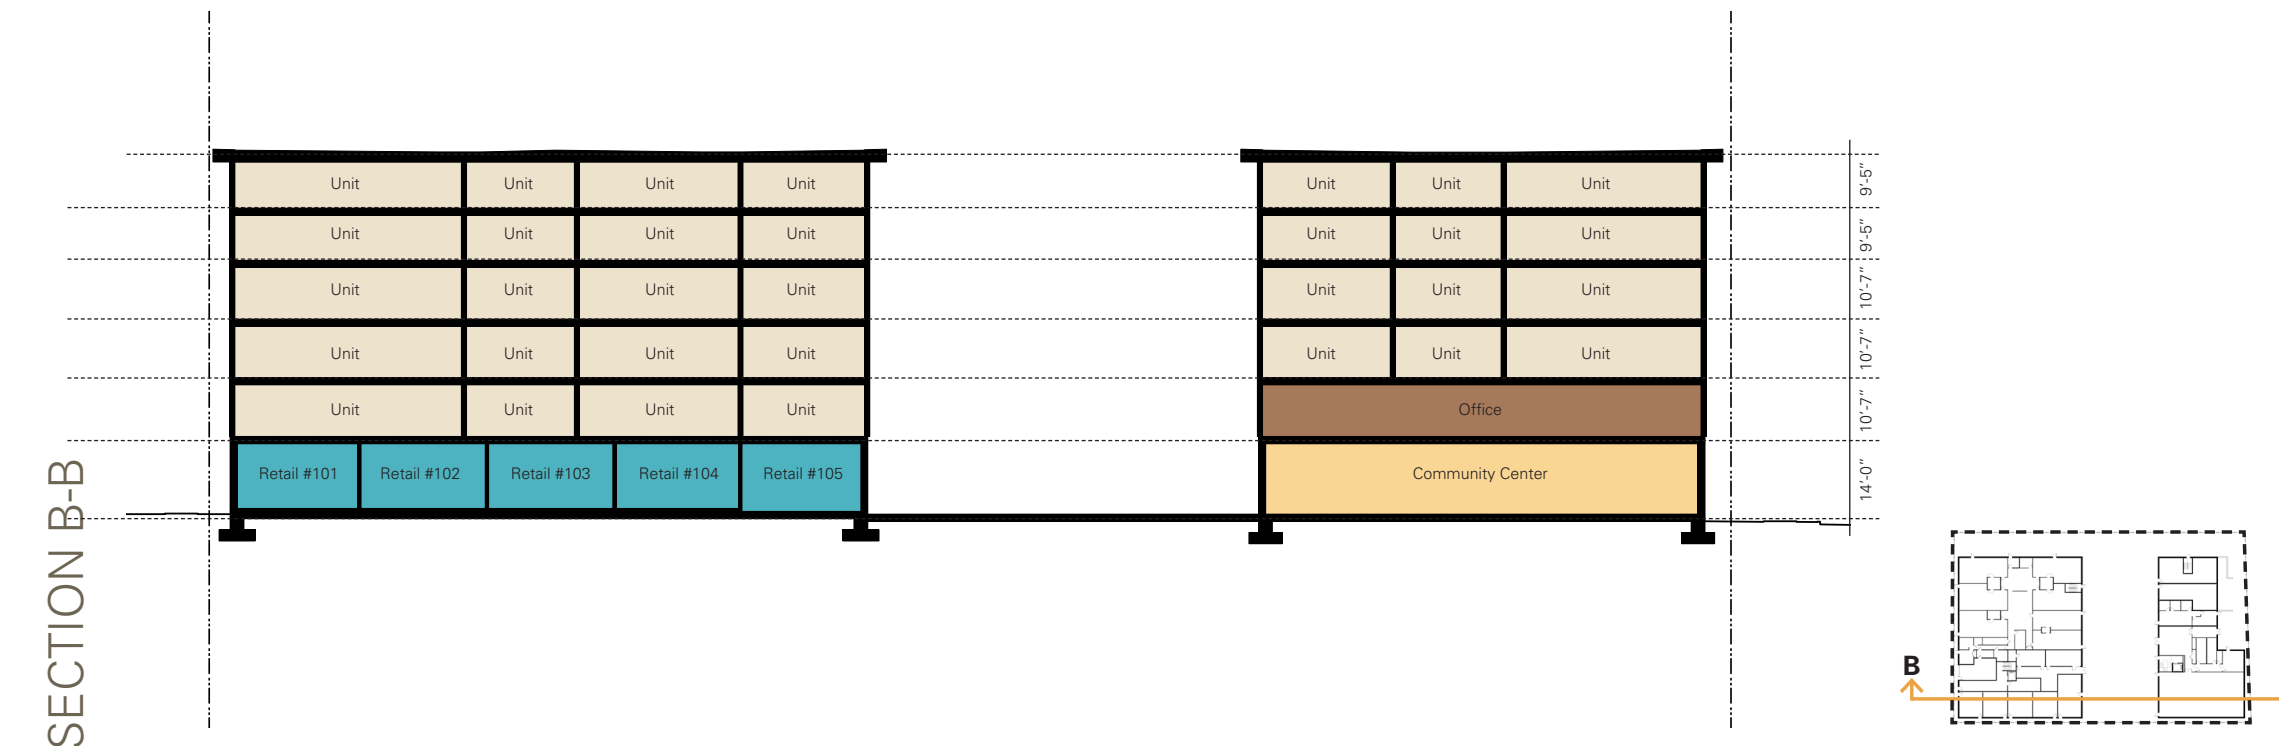 SECTION B-B
Unit Unit Unit Unit Unit Unit Unit 9'-5"
Unit Unit Unit Unit Unit Unit Unit 9'-5"
Unit Unit Unit Unit Unit Unit Unit 10'-7"
Unit Unit Unit Unit Unit Unit Unit 10'-7"
Unit Unit Unit Unit Office 10'-7"
Retail #101 Retail #102 Retail #103 Retail #104 Retail #105 Community Center 14'-0"
B